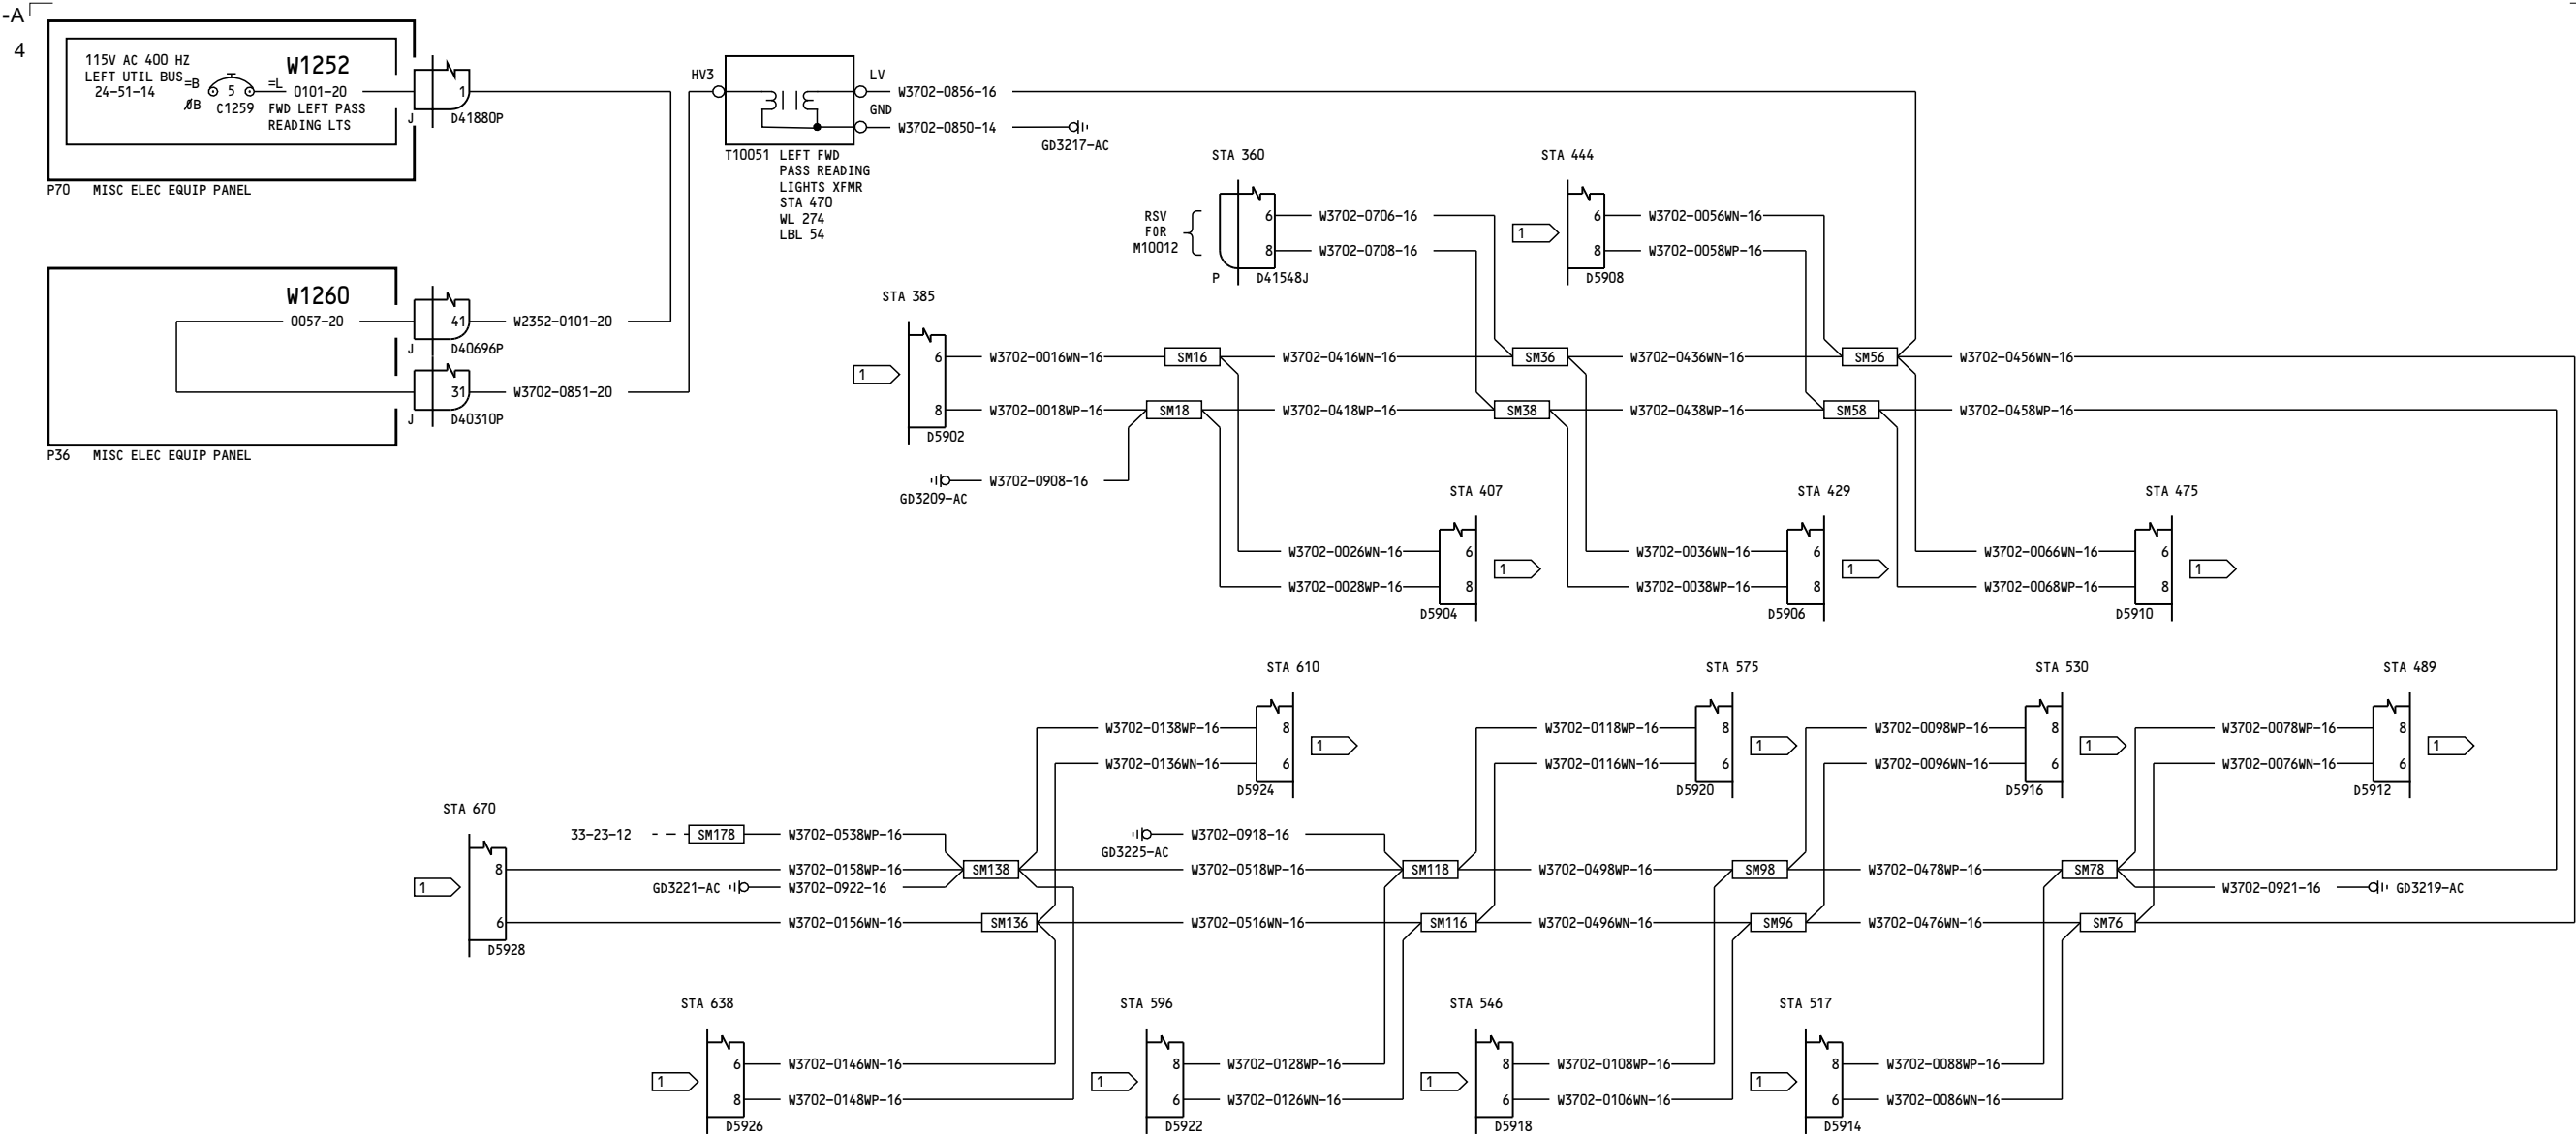 -A
4
115V AC 400 HZ
LEFT UTIL BUS
24-51-14
=B
ØB
5
C1259
=L
W1252
0101-20
FWD LEFT PASS
READING LTS
1
J
D41880P
P70 MISC ELEC EQUIP PANEL
HV3
LV
W3702-0856-16
GND
W3702-0850-14
GD3217-AC
T10051 LEFT FWD
PASS READING
LIGHTS XFMR
STA 470
WL 274
LBL 54
W1260
0057-20
41
W2352-0101-20
J
D40696P
31
W3702-0851-20
J
D40310P
P36 MISC ELEC EQUIP PANEL
STA 360
RSV
FOR
M10012
6
W3702-0706-16
8
W3702-0708-16
P
D41548J
STA 444
1
6
W3702-0056WN-16
8
W3702-0058WP-16
D5908
STA 385
1
6
W3702-0016WN-16
SM16
W3702-0416WN-16
SM36
W3702-0436WN-16
SM56
W3702-0456WN-16
8
W3702-0018WP-16
SM18
W3702-0418WP-16
SM38
W3702-0438WP-16
SM58
W3702-0458WP-16
D5902
W3702-0908-16
GD3209-AC
STA 407
W3702-0026WN-16
6
W3702-0028WP-16
8
1
D5904
STA 429
W3702-0036WN-16
6
W3702-0038WP-16
8
1
D5906
STA 475
W3702-0066WN-16
6
W3702-0068WP-16
8
1
D5910
STA 610
W3702-0138WP-16
8
W3702-0136WN-16
6
1
D5924
STA 575
W3702-0118WP-16
8
W3702-0116WN-16
6
1
D5920
STA 530
W3702-0098WP-16
8
W3702-0096WN-16
6
1
D5916
STA 489
W3702-0078WP-16
8
W3702-0076WN-16
6
1
D5912
STA 670
33-23-12
SM178
W3702-0538WP-16
W3702-0918-16
GD3225-AC
1
8
W3702-0158WP-16
SM138
W3702-0518WP-16
SM118
W3702-0498WP-16
SM98
W3702-0478WP-16
SM78
GD3221-AC
W3702-0922-16
W3702-0921-16
GD3219-AC
6
W3702-0156WN-16
SM136
W3702-0516WN-16
SM116
W3702-0496WN-16
SM96
W3702-0476WN-16
SM76
D5928
STA 638
1
6
W3702-0146WN-16
8
W3702-0148WP-16
D5926
STA 596
1
8
W3702-0128WP-16
6
W3702-0126WN-16
D5922
STA 546
1
8
W3702-0108WP-16
6
W3702-0106WN-16
D5918
STA 517
1
8
W3702-0088WP-16
6
W3702-0086WN-16
D5914